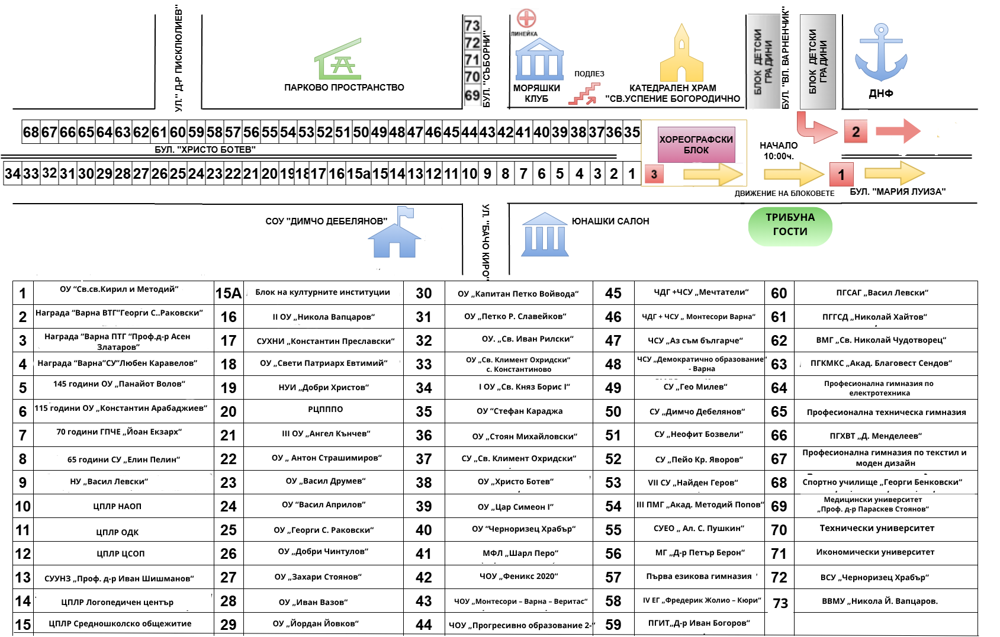 УЛ." Д-Р ПИСКЮЛИЕВ"
ПАРКОВО ПРОСТРАНСТВО
73
72
71
70
69
БУЛ. "СЪБОРНИ"
ЛИНЕЙКА
МОРЯШКИ
КЛУБ
ПОДЛЕЗ
КАТЕДРАЛЕН ХРАМ
"СВ.УСПЕНИЕ БОГОРОДИЧНО
БЛОК ДЕТСКИ
ГРАДИНИ
БУЛ. "ВЛ. ВАРНЕНЧИК"
БЛОК ДЕТСКИ
ГРАДИНИ
ДНФ
68 67 66 65 64 63 62 61 60 59 58 57 56 55 54 53 52 51 50 49 48 47 46 45 44 43 42 41 40 39 38 37 36 35
ХОРЕОГРАФСКИ
БЛОК
НАЧАЛО
10:00ч.
2
БУЛ. "ХРИСТО БОТЕВ"
34 33 32 31 30 29 28 27 26 25 24 23 22 21 20 19 18 17 16 15а 15 14 13 12 11 10 9 8 7 6 5 4 3 2 1
3
1
ДВИЖЕНИЕ НА БЛОКОВЕТЕ
БУЛ. "МАРИЯ ЛУИЗА"
СОУ "ДИМЧО ДЕБЕЛЯНОВ"
УЛ. "БАЧО КИРО"
ЮНАШКИ САЛОН
ТРИБУНА
ГОСТИ
1 ОУ “Св.св.Кирил и Методий”
2 Награда “Варна ВТГ”Георги С..Раковски”
3 Награда “Варна ПТГ “Проф.д-р Асен
Златаров”
4 Награда “Варна”СУ”Любен Каравелов”
5 145 години ОУ „Панайот Волов“
6 115 години ОУ „Константин Арабаджиев“
7 70 години ГПЧЕ „Йоан Екзарх“
8 65 години СУ „Елин Пелин“
9 НУ „Васил Левски“
10 ЦПЛР НАОП
11 ЦПЛР ОДК
12 ЦПЛР ЦСОП
13 СУУНЗ „Проф. д-р Иван Шишманов“
14 ЦПЛР Логопедичен център
15 ЦПЛР Средношколско общежитие
15А Блок на културните институции
16 II ОУ „Никола Вапцаров“
17 СУХНИ „Константин Преславски“
18 ОУ „Свети Патриарх Евтимий“
19 НУИ „Добри Христов“
20 РЦПППО
21 III ОУ „Ангел Кънчев“
22 ОУ „ Антон Страшимиров“
23 ОУ „Васил Друмев“
24 ОУ “Васил Априлов”
25 ОУ „Георги С. Раковски“
26 ОУ „Добри Чинтулов“
27 ОУ „Захари Стоянов“
28 ОУ „Иван Вазов“
29 ОУ „Йордан Йовков“
30 ОУ „Капитан Петко Войвода“
31 ОУ „Петко Р. Славейков“
32 ОУ. „Св. Иван Рилски“
33 ОУ „Св. Климент Охридски“
с. Константиново
34 I ОУ „Св. Княз Борис I“
35 ОУ “Стефан Караджа
36 ОУ „Стоян Михайловски“
37 СУ „Св. Климент Охридски“
38 ОУ „Христо Ботев“
39 ОУ „Цар Симеон I”
40 ОУ “Черноризец Храбър“
41 МФЛ „Шарл Перо“
42 ЧОУ „Феникс 2020“
43 ЧОУ „Монтесори – Варна – Веритас“
44 ЧОУ „Прогресивно образование 2-“
45 ЧДГ +ЧСУ „Мечтатели“
46 ЧДГ + ЧСУ „ Монтесори Варна“
47 ЧСУ „Аз съм българче“
48 ЧСУ „Демократично образование“
- Варна
49 СУ „Гео Милев“
50 СУ „Димчо Дебелянов“
51 СУ „Неофит Бозвели“
52 СУ „Пейо Кр. Яворов“
53 VII СУ „Найден Геров“
54 III ПМГ „Акад. Методий Попов“
55 СУЕО „ Ал. С. Пушкин“
56 МГ „Д-р Петър Берон“
57 Първа езикова гимназия
58 IV ЕГ „Фредерик Жолио – Кюри“
59 ПГИТ„Д-р Иван Богоров“
60 ПГСАГ „Васил Левски“
61 ПГГСД „Николай Хайтов“
62 ВМГ „Св. Николай Чудотворец“
63 ПГКМКС „Акад. Благовест Сендов“
64 Професионална гимназия по
електротехника
65 Професионална техническа гимназия
66 ПГХВТ „Д. Менделеев“
67 Професионална гимназия по текстил и
моден дизайн
68 Спортно училище „Георги Бенковски“
69 Медицински университет
„Проф. д-р Параскев Стоянов“
70 Технически университет
71 Икономически университет
72 ВСУ „Черноризец Храбър“
73 ВВМУ „Никола Й. Вапцаров.